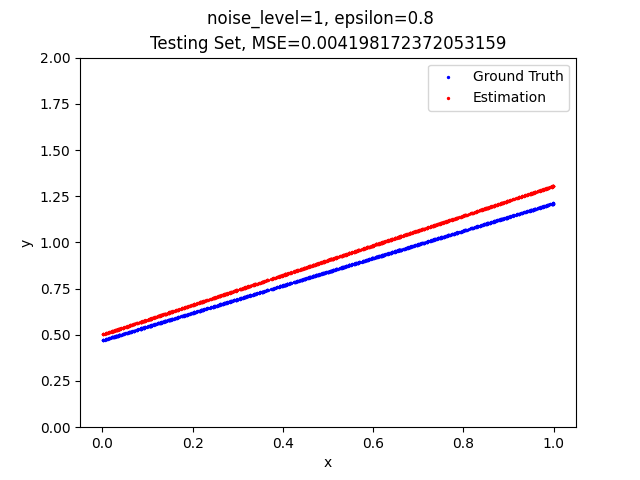 noise_level=1, epsilon=0.8
Testing Set, MSE=0.004198172372053159
Ground Truth
Estimation
2.00
1.75
1.50
1.25
1.00
0.75
0.50
0.25
0.00
y
0.0 0.2 0.4 0.6 0.8 1.0
x